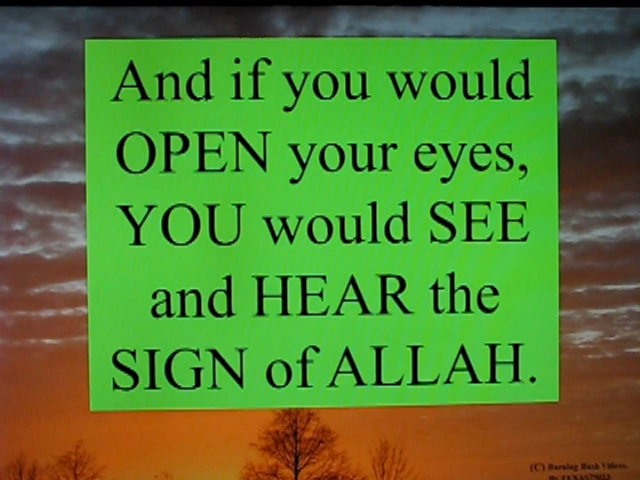 And if you would
OPEN your eyes,
YOU would SEE
and HEAR the
SIGN of ALLAH.
(C) Burning Bush Videos.